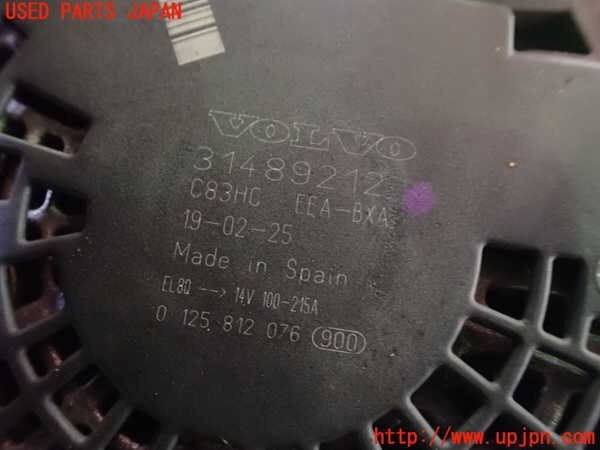 USED PARTS JAPAN
VOLVO
31489212
C83HC EEA-BXA
19-02-25
Made in Spain
EL8Q → 14V 100-215A
0 125 812 076 900
http://www.upjpn.com/